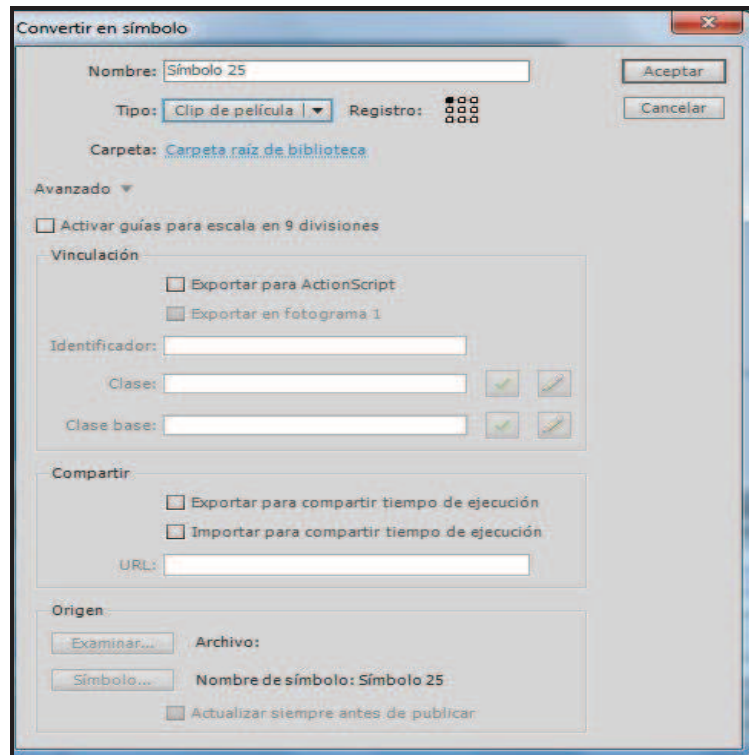 Convertir en símbolo
Nombre: Símbolo 25
Aceptar
Tipo: Clip de película Registro:
Cancelar
Carpeta: Carpeta raíz de biblioteca
Avanzado
Activar guías para escala en 9 divisiones
Vinculación
Exportar para ActionScript
Exportar en fotograma 1
Identificador:
Clase:
Clase base:
Compartir
Exportar para compartir tiempo de ejecución
Importar para compartir tiempo de ejecución
URL:
Origen
Examinar... Archivo:
Símbolo... Nombre de símbolo: Símbolo 25
Actualizar siempre antes de publicar